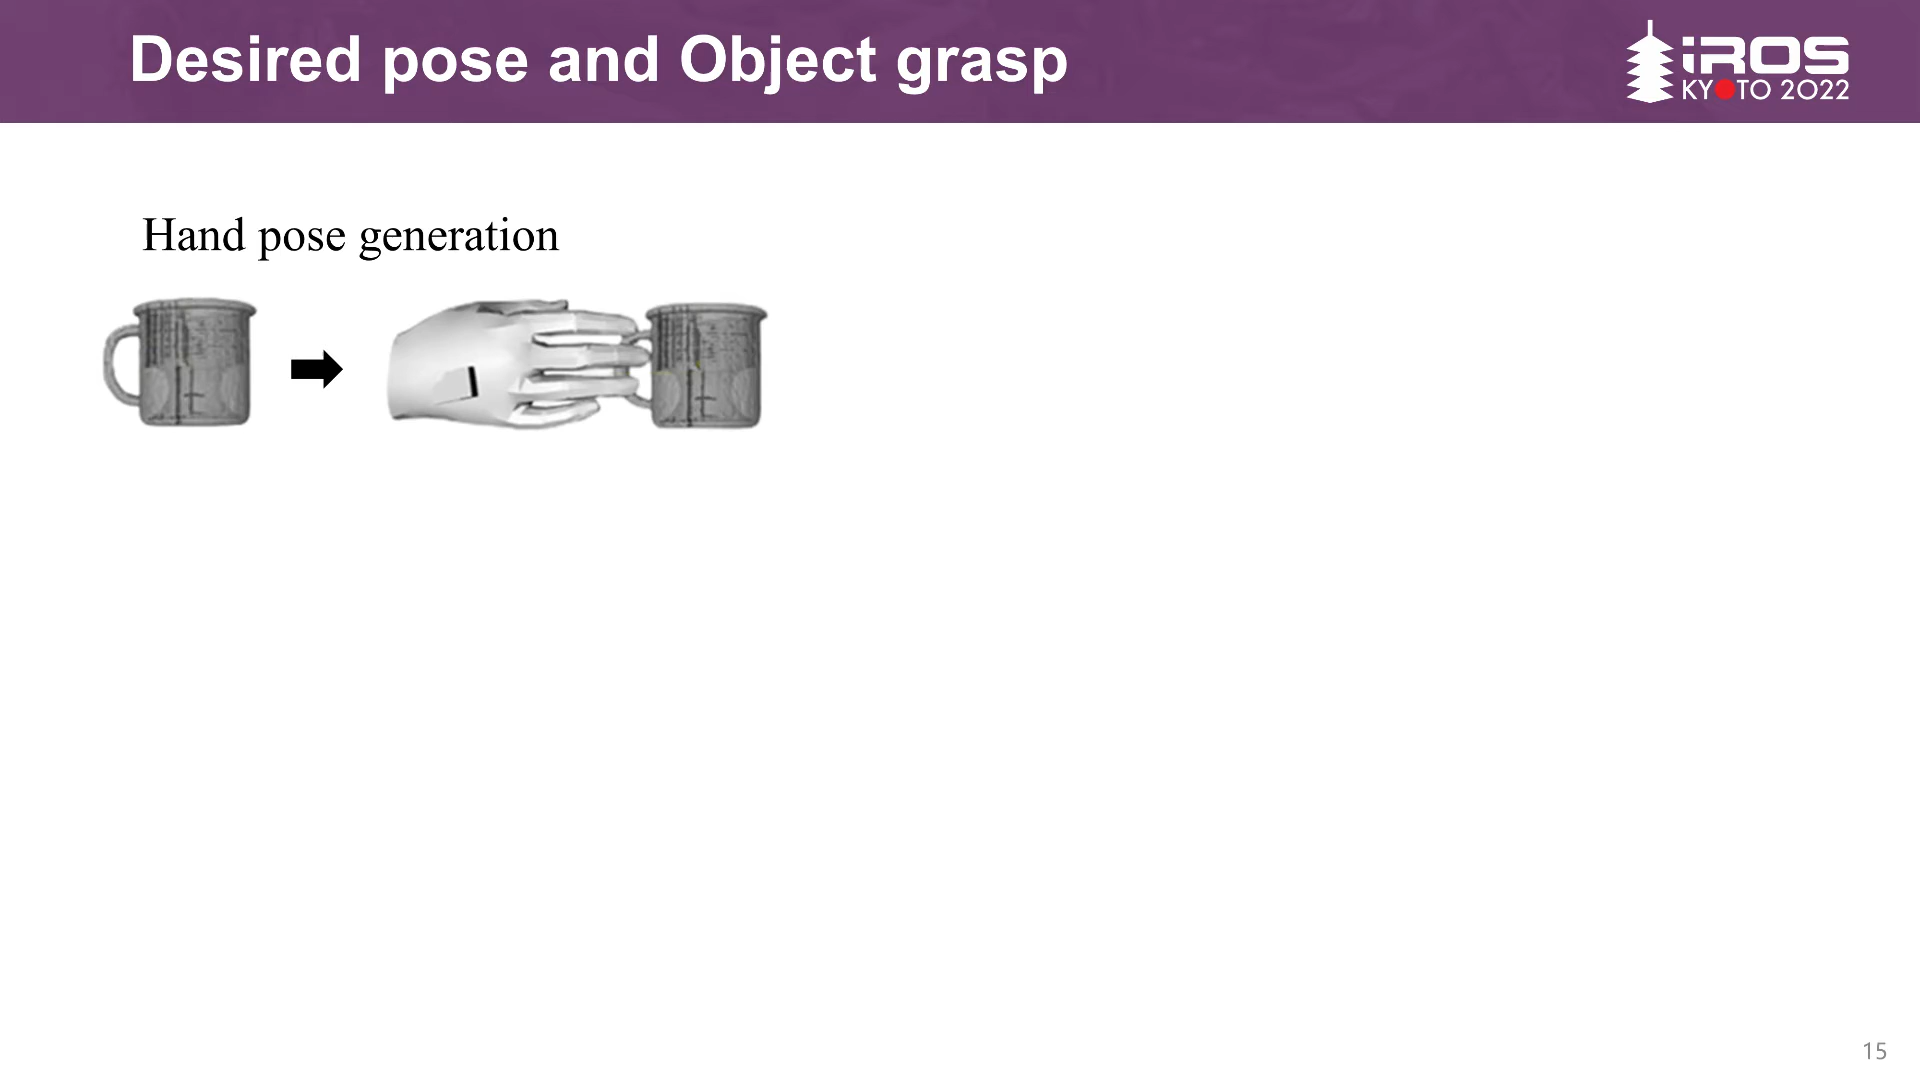 Desired pose and Object grasp
iROS
KYOTO 2022
Hand pose generation
15